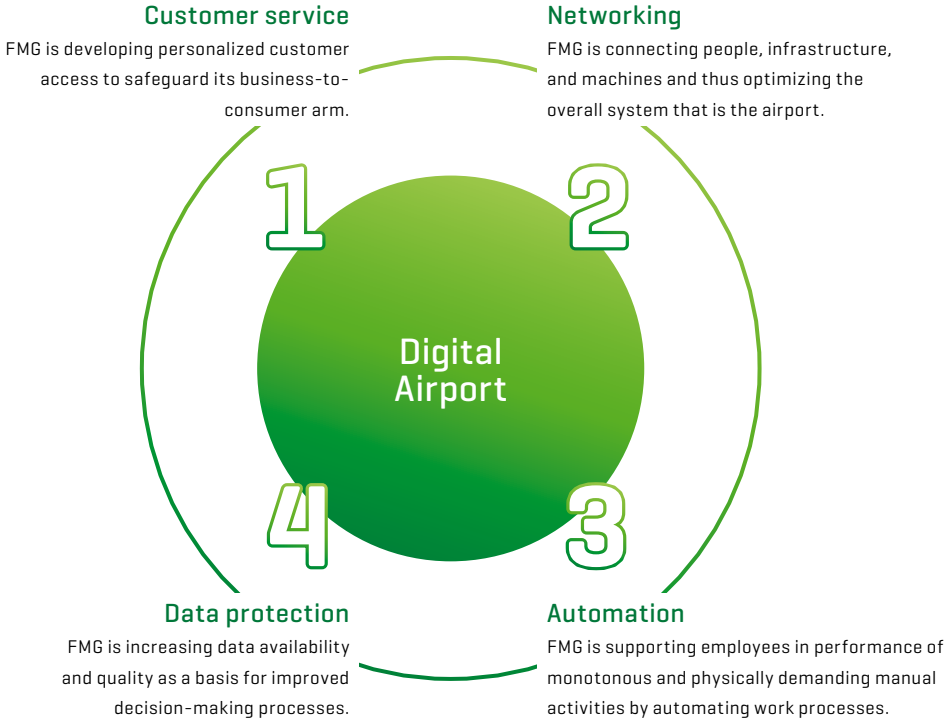 Customer service
FMG is developing personalized customer
access to safeguard its business-to-
consumer arm.
Networking
FMG is connecting people, infrastructure,
and machines and thus optimizing the
overall system that is the airport.
1
2
Digital
Airport
4
3
Data protection
FMG is increasing data availability
and quality as a basis for improved
decision-making processes.
Automation
FMG is supporting employees in performance of
monotonous and physically demanding manual
activities by automating work processes.